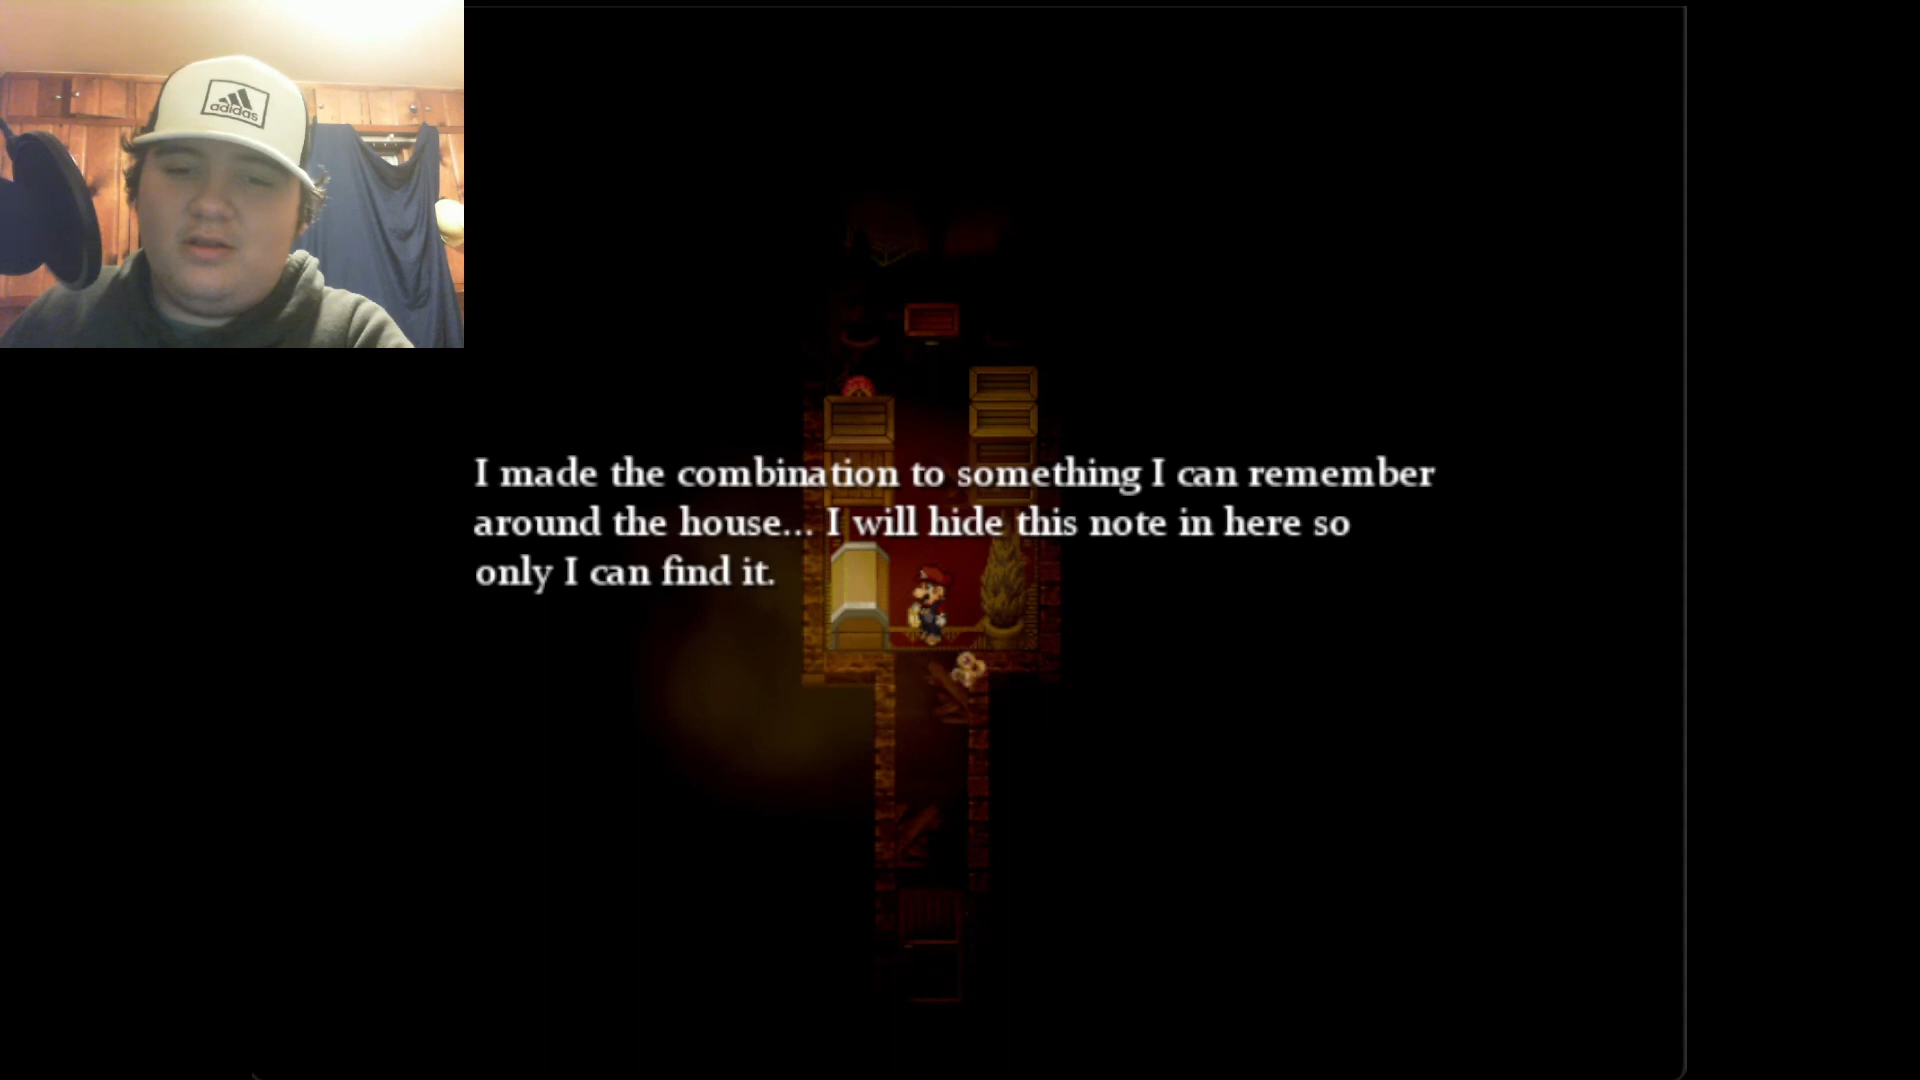 adidas
I made the combination to something I can remember
around the house... I will hide this note in here so
only I can find it.